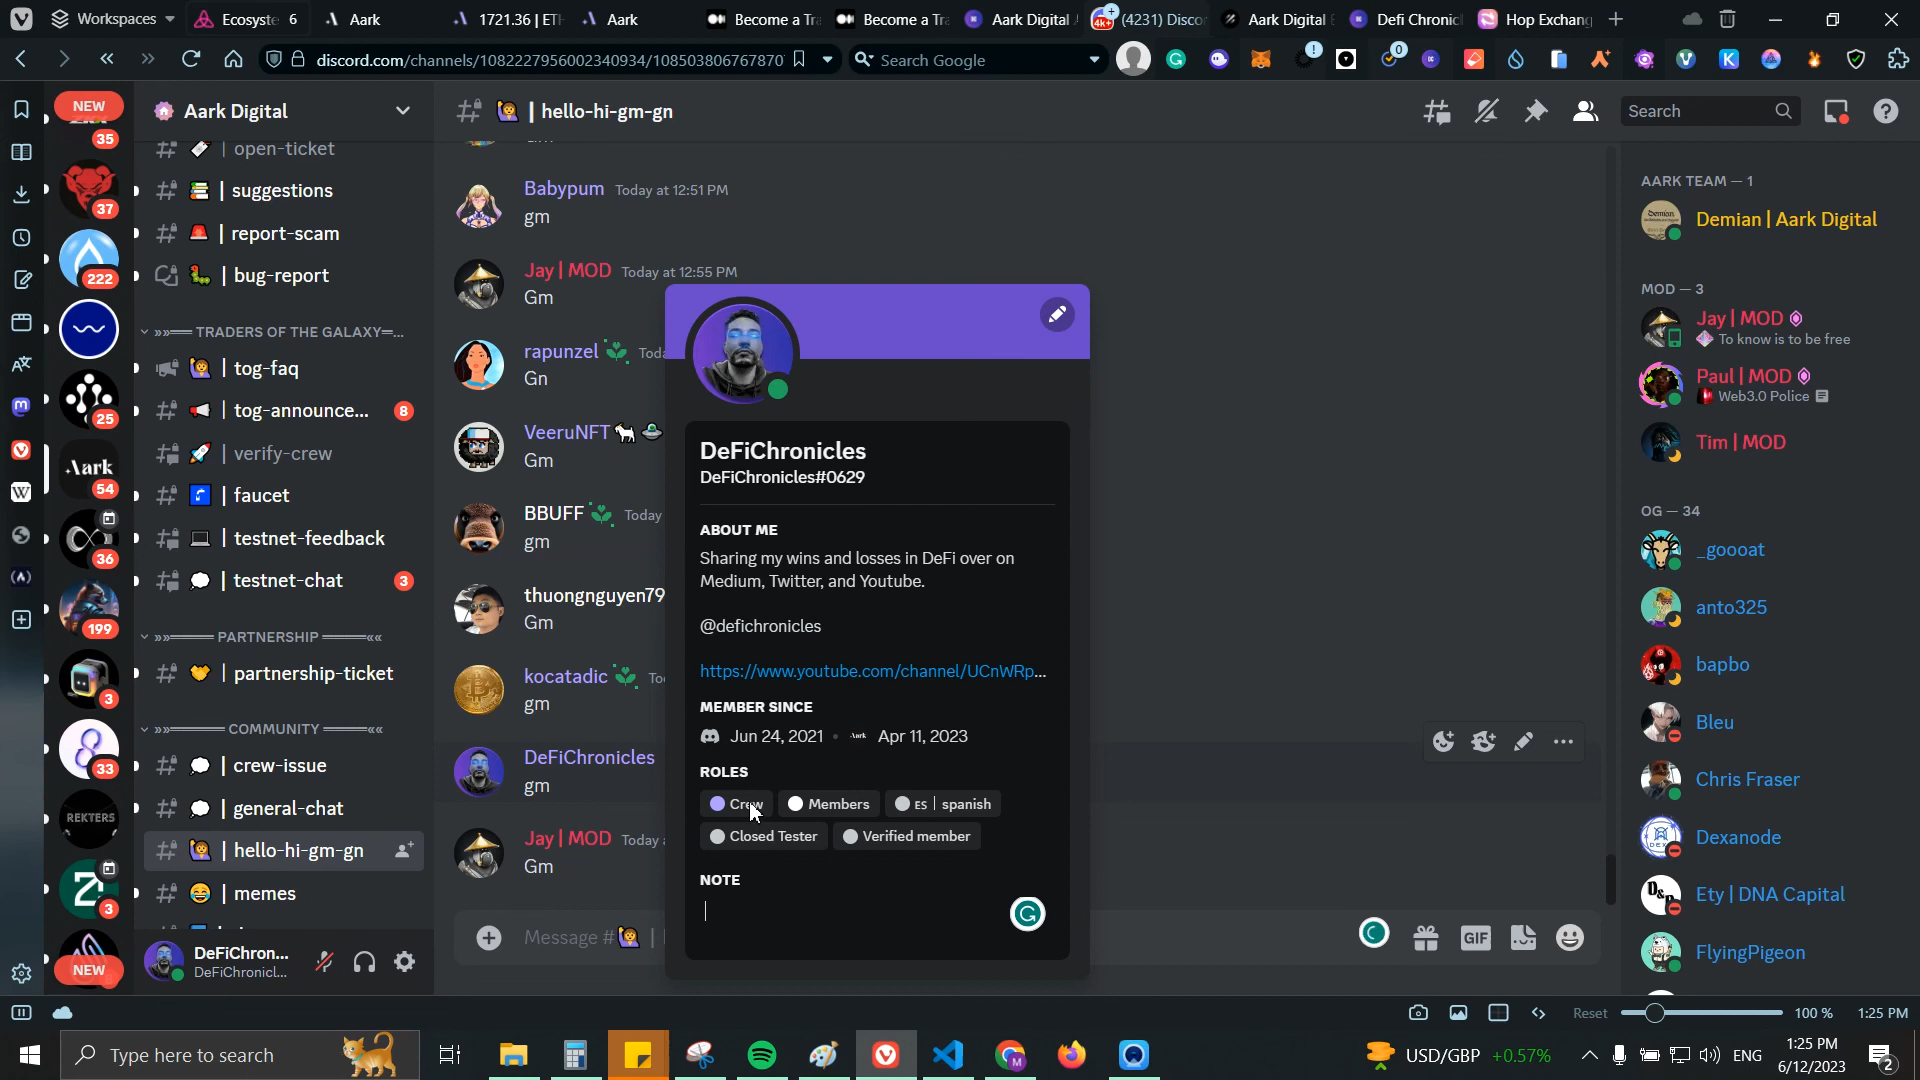 Workspaces
Ecosyste 6
Aark
1721.36 | ETH
Aark
Become a Tra
Become a Tra
Aark Digital
(4231) Disco
4k+
Aark Digital
Defi Chronic
Hop Exchang
discord.com/channels/1082227956002340934/108503806767870
Search Google
0
NEW
35
37
222
25
Aark
54
36
199
3
33
REKTERS
3
NEW
Aark Digital
open-ticket
suggestions
report-scam
bug-report
»»══ TRADERS OF THE GALAXY═...
tog-faq
tog-announce... 8
verify-crew
faucet
testnet-feedback
testnet-chat 3
»»════ PARTNERSHIP ════««
partnership-ticket
»»════ COMMUNITY ════««
crew-issue
general-chat
hello-hi-gm-gn
memes
DeFiChron...
DeFiChronicl...
# | hello-hi-gm-gn
Search
Babypum Today at 12:51 PM
gm
Jay | MOD Today at 12:55 PM
Gm
rapunzel
Gn
VeeruNFT
Gm
BBUFF Today
gm
thuongnguyen79
Gm
kocatadic
gm
DeFiChronicles
gm
Jay | MOD Today
Gm
Message #
GIF
DeFiChronicles
DeFiChronicles#0629
ABOUT ME
Sharing my wins and losses in DeFi over on
Medium, Twitter, and Youtube.
@defichronicles
https://www.youtube.com/channel/UCnWRp...
MEMBER SINCE
Jun 24, 2021 • Aark Apr 11, 2023
ROLES
Crew Members ES | spanish
Closed Tester Verified member
NOTE
AARK TEAM — 1
Demian | Aark Digital
MOD — 3
Jay | MOD
To know is to be free
Paul | MOD
Web3.0 Police
Tim | MOD
OG — 34
_goooat
anto325
bapbo
Bleu
Chris Fraser
Dexanode
Ety | DNA Capital
FlyingPigeon
Reset
100 %
1:25 PM
Type here to search
USD/GBP +0.57%
ENG
1:25 PM
6/12/2023
2